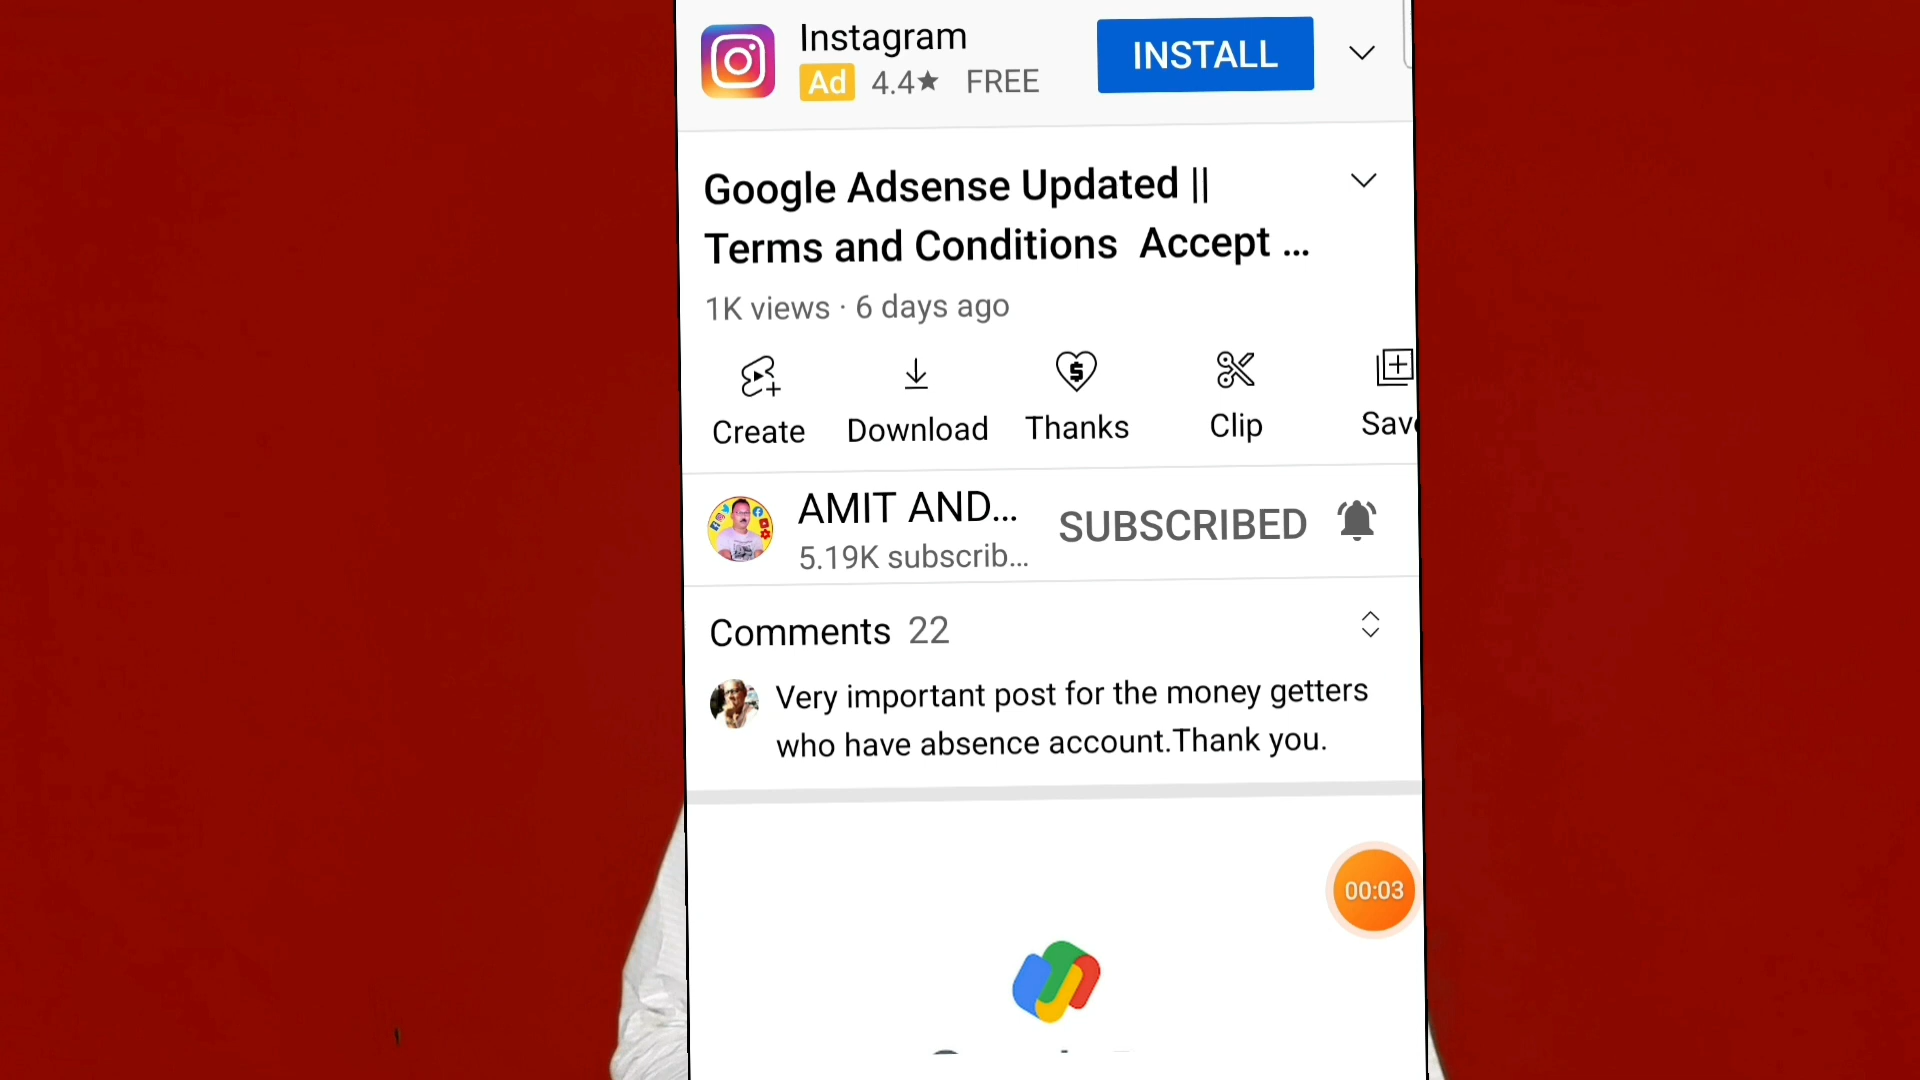 Instagram
INSTALL
Ad 4.4★ FREE
Google Adsense Updated ||
Terms and Conditions Accept ...
1K views · 6 days ago
Create Download Thanks Clip Save
AMIT AND...
SUBSCRIBED
5.19K subscrib...
Comments 22
Very important post for the money getters
who have absence account.Thank you.
00:03